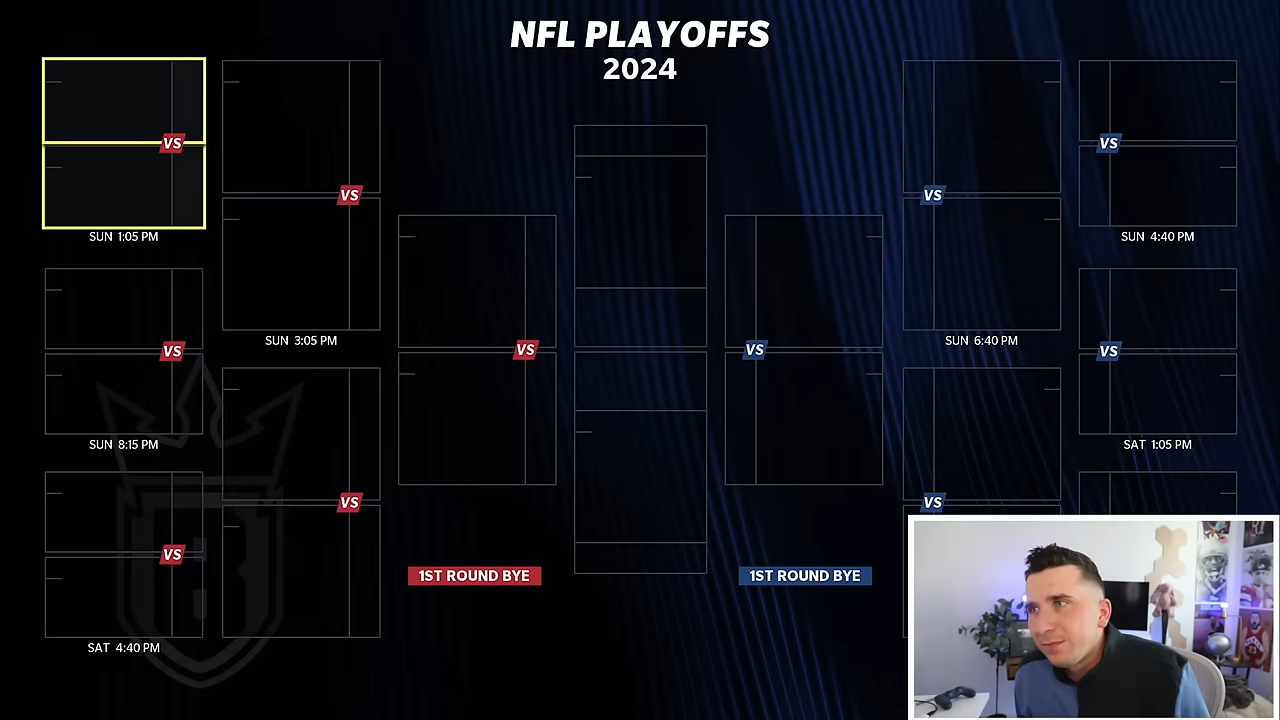 NFL PLAYOFFS
2024
VS
SUN 1:05 PM
VS
SUN 8:15 PM
VS
SAT 4:40 PM
VS
SUN 3:05 PM
VS
VS
1ST ROUND BYE
VS
1ST ROUND BYE
VS
SUN 6:40 PM
VS
VS
SUN 4:40 PM
VS
SAT 1:05 PM